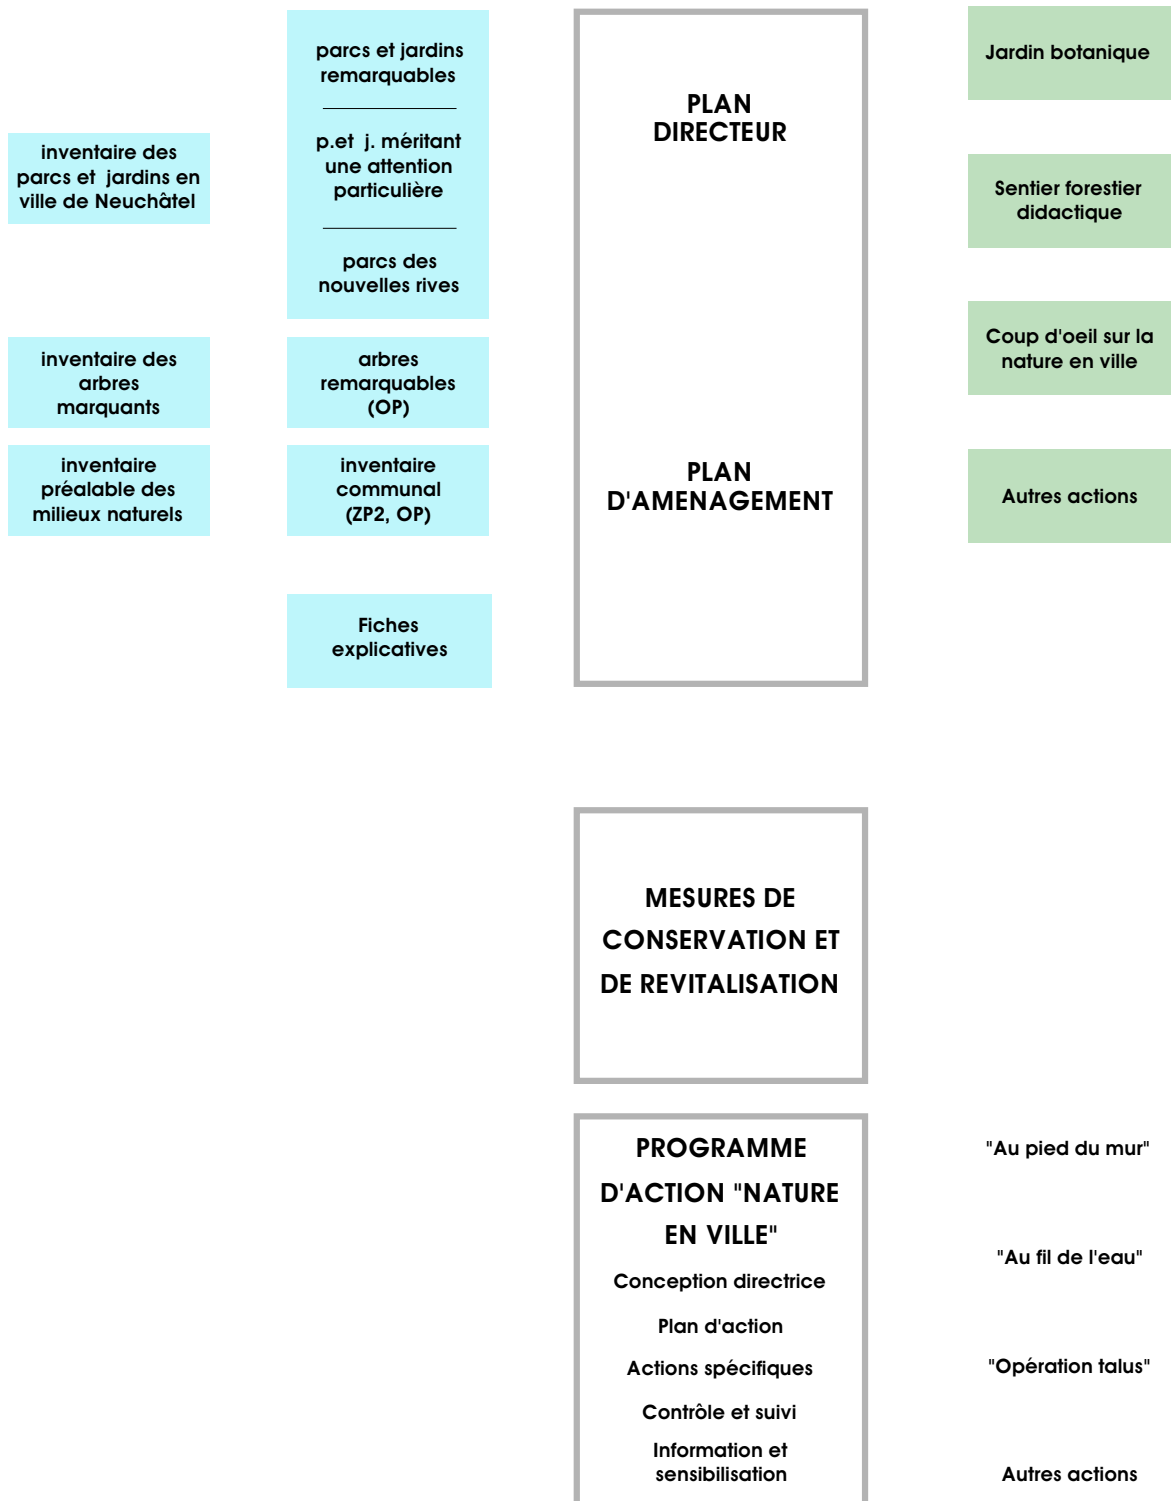 inventaire des
parcs et jardins en
ville de Neuchâtel
inventaire des
arbres
marquants
inventaire
préalable des
milieux naturels
parcs et jardins
remarquables
p.et j. méritant
une attention
particulière
parcs des
nouvelles rives
arbres
remarquables
(OP)
inventaire
communal
(ZP2, OP)
Fiches
explicatives
PLAN
DIRECTEUR
PLAN
D'AMENAGEMENT
Jardin botanique
Sentier forestier
didactique
Coup d'oeil sur la
nature en ville
Autres actions
MESURES DE
CONSERVATION ET
DE REVITALISATION
PROGRAMME
D'ACTION "NATURE
EN VILLE"
Conception directrice
Plan d'action
Actions spécifiques
Contrôle et suivi
Information et
sensibilisation
"Au pied du mur"
"Au fil de l'eau"
"Opération talus"
Autres actions